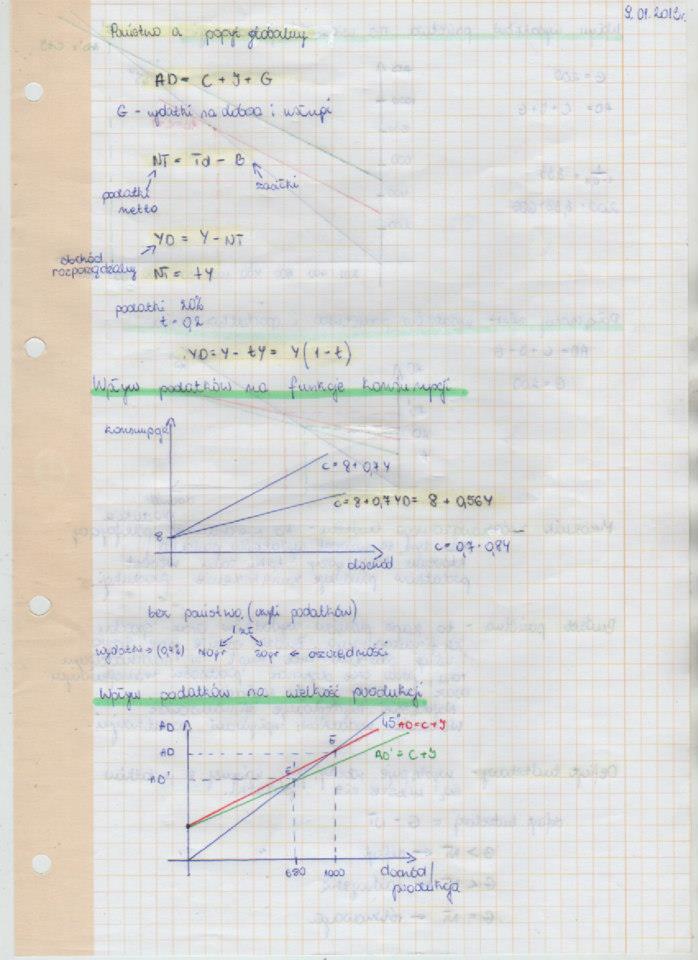 9.01.2013r.
Państwo a popyt globalny
AD = C + I + G
G - wydatki na dobra i usługi
NT = Td - B
podatki
netto
zasiłki
YD = Y - NT
dochód
rozporządzalny
NT = tY
podatki 20%
t = 0,2
YD = Y - tY = Y(1-t)
Wpływ podatków na funkcję konsumpcji
konsumpcja
C = 8 + 0,7Y
C = 8 + 0,7YD = 8 + 0,56Y
8
C = 0,7 · 0,8Y
dochód
bez państwa (czyli podatków)
1 zł
wydatki → (0,7)
70gr
30gr ← oszczędności
Wpływ podatków na wielkość produkcji
AD
45°
AD = C + I
AD
E
AD' = C + I
AD'
E'
680
1000
dochód/
produkcja